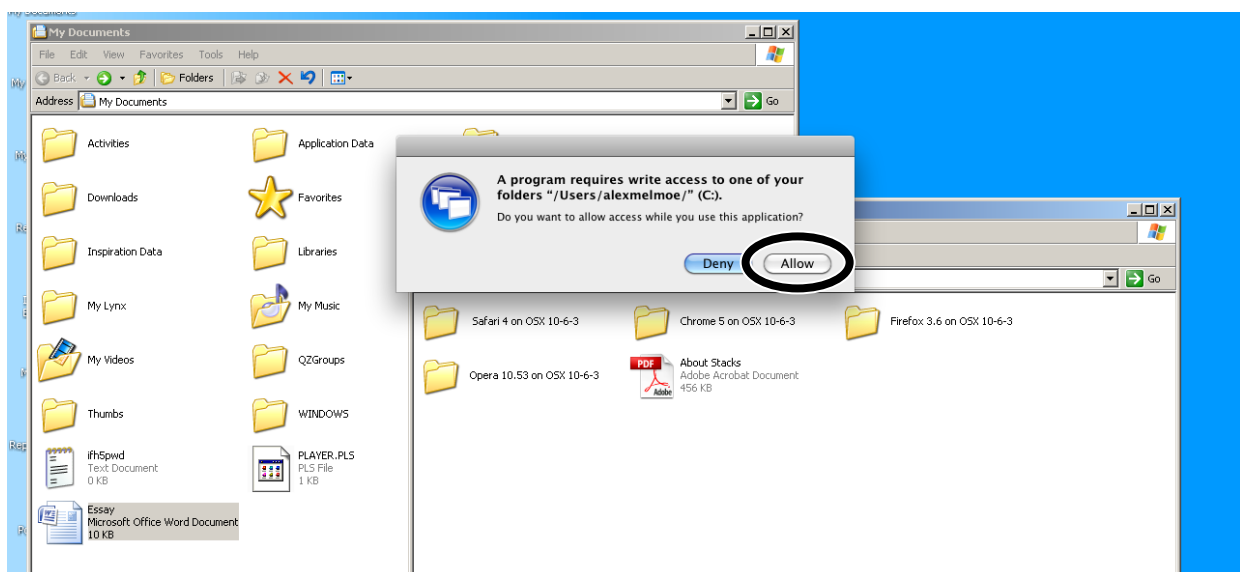 My Documents
File Edit View Favorites Tools Help
Back Folders
Address My Documents Go
Activities
Application Data
Downloads
Favorites
Inspiration Data
Libraries
My Lynx
My Music
My Videos
QZGroups
Thumbs
WINDOWS
ifh5pwd
Text Document
0 KB
PLAYER.PLS
PLS File
1 KB
Essay
Microsoft Office Word Document
10 KB
A program requires write access to one of your
folders “/Users/alexmelmoe/” (C:).
Do you want to allow access while you use this application?
Deny Allow
Go
Safari 4 on OSX 10-6-3
Chrome 5 on OSX 10-6-3
Firefox 3.6 on OSX 10-6-3
Opera 10.53 on OSX 10-6-3
PDF
Adobe
About Stacks
Adobe Acrobat Document
456 KB